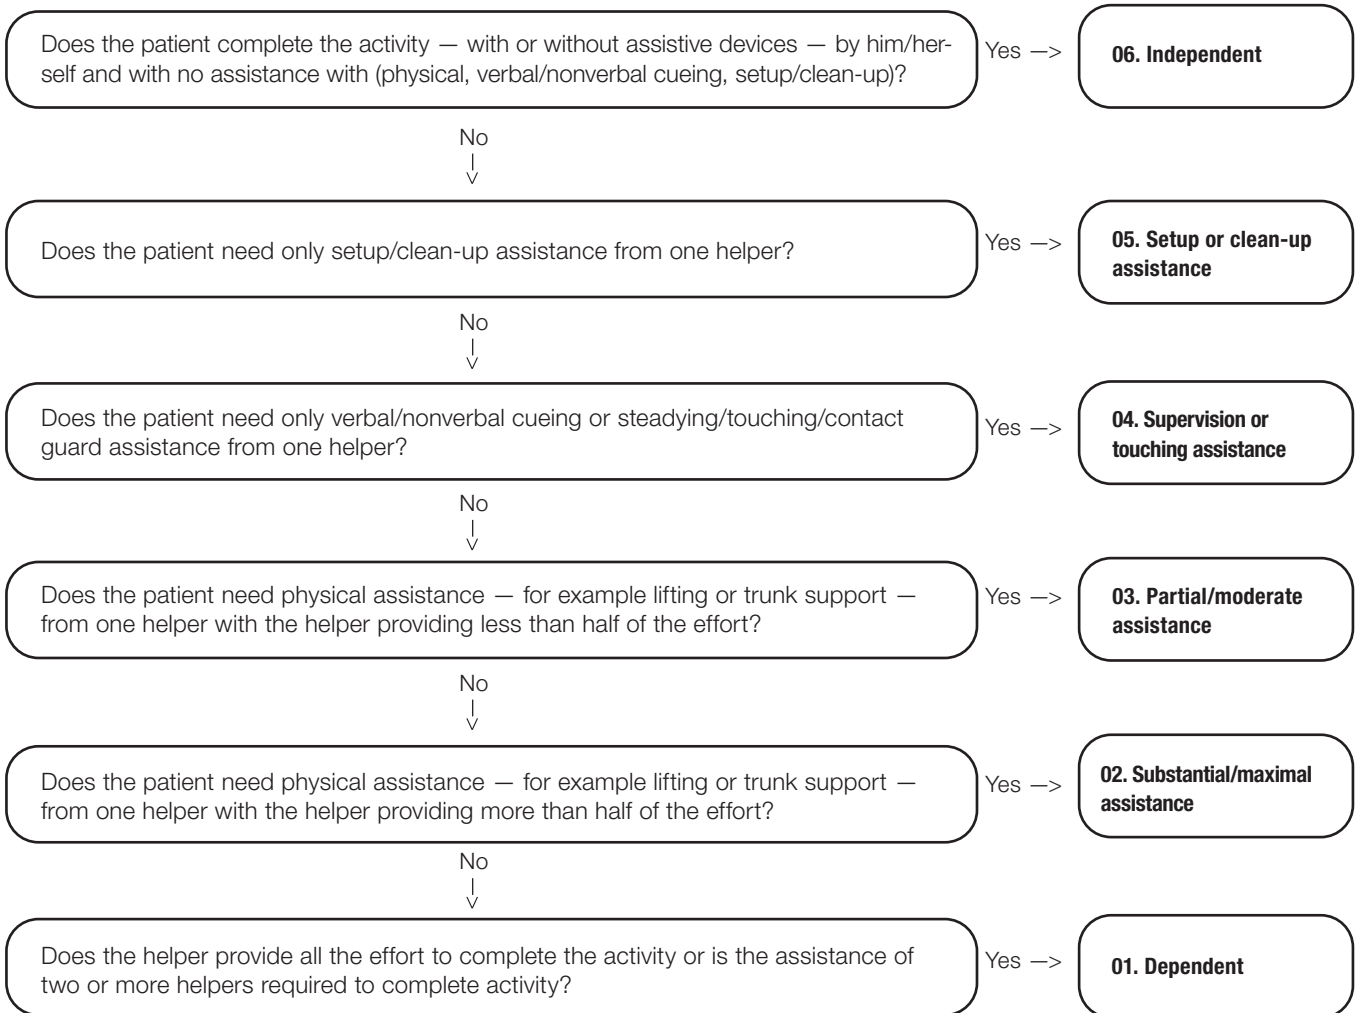 Does the patient complete the activity — with or without assistive devices — by him/her-
self and with no assistance with (physical, verbal/nonverbal cueing, setup/clean-up)?
Yes —>
06. Independent
No
|
>
Does the patient need only setup/clean-up assistance from one helper?
Yes —>
05. Setup or clean-up
assistance
No
|
>
Does the patient need only verbal/nonverbal cueing or steadying/touching/contact
guard assistance from one helper?
Yes —>
04. Supervision or
touching assistance
No
|
>
Does the patient need physical assistance — for example lifting or trunk support —
from one helper with the helper providing less than half of the effort?
Yes —>
03. Partial/moderate
assistance
No
|
>
Does the patient need physical assistance — for example lifting or trunk support —
from one helper with the helper providing more than half of the effort?
Yes —>
02. Substantial/maximal
assistance
No
|
>
Does the helper provide all the effort to complete the activity or is the assistance of
two or more helpers required to complete activity?
Yes —>
01. Dependent